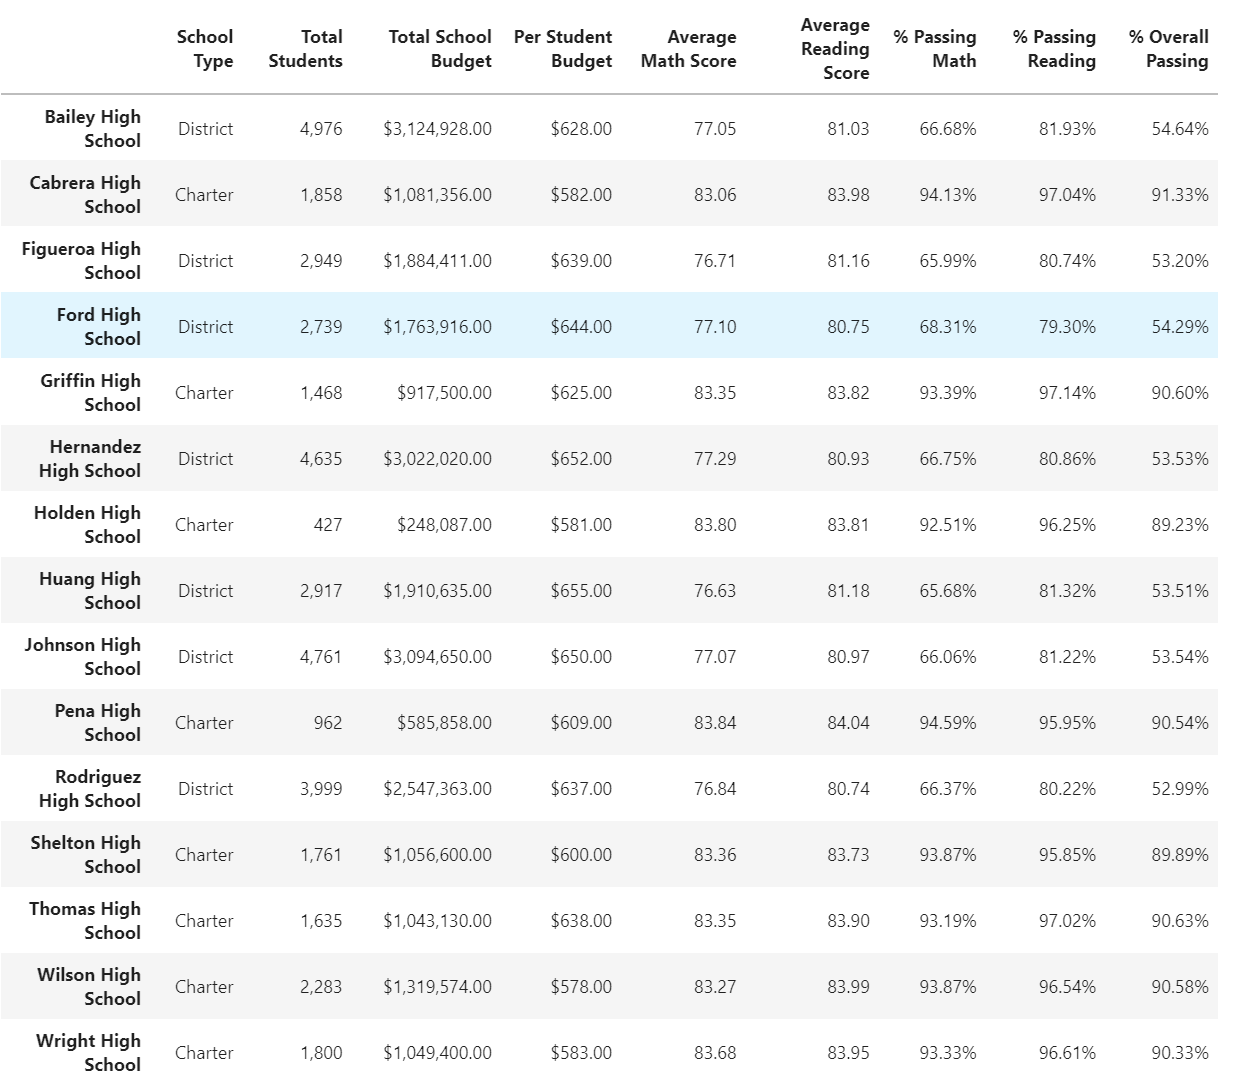 School Type Total Students Total School Budget Per Student Budget Average Math Score Average Reading Score % Passing Math % Passing Reading % Overall Passing
Bailey High School District 4,976 $3,124,928.00 $628.00 77.05 81.03 66.68% 81.93% 54.64%
Cabrera High School Charter 1,858 $1,081,356.00 $582.00 83.06 83.98 94.13% 97.04% 91.33%
Figueroa High School District 2,949 $1,884,411.00 $639.00 76.71 81.16 65.99% 80.74% 53.20%
Ford High School District 2,739 $1,763,916.00 $644.00 77.10 80.75 68.31% 79.30% 54.29%
Griffin High School Charter 1,468 $917,500.00 $625.00 83.35 83.82 93.39% 97.14% 90.60%
Hernandez High School District 4,635 $3,022,020.00 $652.00 77.29 80.93 66.75% 80.86% 53.53%
Holden High School Charter 427 $248,087.00 $581.00 83.80 83.81 92.51% 96.25% 89.23%
Huang High School District 2,917 $1,910,635.00 $655.00 76.63 81.18 65.68% 81.32% 53.51%
Johnson High School District 4,761 $3,094,650.00 $650.00 77.07 80.97 66.06% 81.22% 53.54%
Pena High School Charter 962 $585,858.00 $609.00 83.84 84.04 94.59% 95.95% 90.54%
Rodriguez High School District 3,999 $2,547,363.00 $637.00 76.84 80.74 66.37% 80.22% 52.99%
Shelton High School Charter 1,761 $1,056,600.00 $600.00 83.36 83.73 93.87% 95.85% 89.89%
Thomas High School Charter 1,635 $1,043,130.00 $638.00 83.35 83.90 93.19% 97.02% 90.63%
Wilson High School Charter 2,283 $1,319,574.00 $578.00 83.27 83.99 93.87% 96.54% 90.58%
Wright High School Charter 1,800 $1,049,400.00 $583.00 83.68 83.95 93.33% 96.61% 90.33%